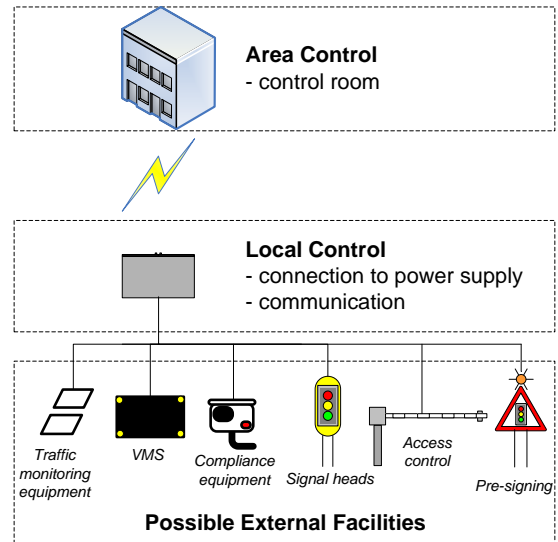 Area Control
- control room
Local Control
- connection to power supply
- communication
Traffic
monitoring
equipment
VMS
Compliance
equipment
Signal heads
Access
control
Pre-signing
Possible External Facilities